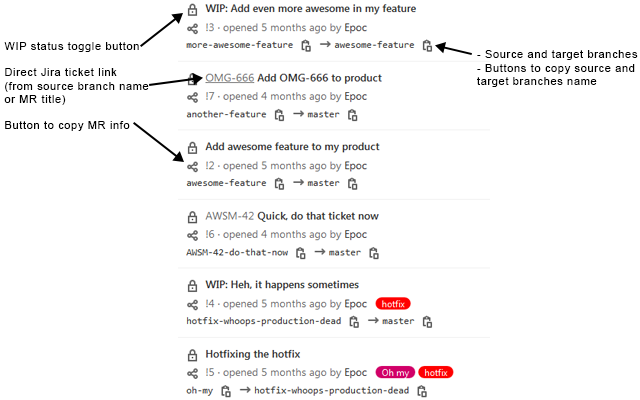 WIP: Add even more awesome in my feature
!3 · opened 5 months ago by Epoc
WIP status toggle button
more-awesome-feature → awesome-feature
- Source and target branches
- Buttons to copy source and
target branches name
Direct Jira ticket link
(from source branch name
or MR title)
OMG-666 Add OMG-666 to product
!7 · opened 4 months ago by Epoc
another-feature → master
Button to copy MR info
Add awesome feature to my product
!2 · opened 5 months ago by Epoc
awesome-feature → master
AWSM-42 Quick, do that ticket now
!6 · opened 4 months ago by Epoc
AWSM-42-do-that-now → master
WIP: Heh, it happens sometimes
!4 · opened 5 months ago by Epoc hotfix
hotfix-whoops-production-dead → master
Hotfixing the hotfix
!5 · opened 5 months ago by Epoc Oh my hotfix
oh-my → hotfix-whoops-production-dead